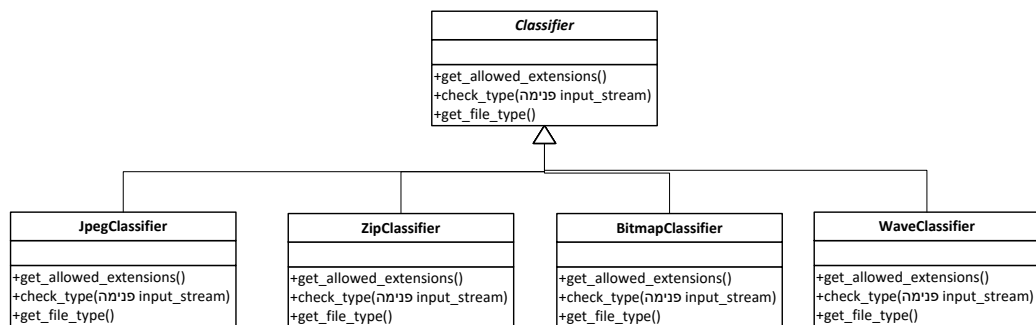 Classifier
+get_allowed_extensions()
+check_type(פנימה input_stream)
+get_file_type()
JpegClassifier
+get_allowed_extensions()
+check_type(פנימה input_stream)
+get_file_type()
ZipClassifier
+get_allowed_extensions()
+check_type(פנימה input_stream)
+get_file_type()
BitmapClassifier
+get_allowed_extensions()
+check_type(פנימה input_stream)
+get_file_type()
WaveClassifier
+get_allowed_extensions()
+check_type(פנימה input_stream)
+get_file_type()